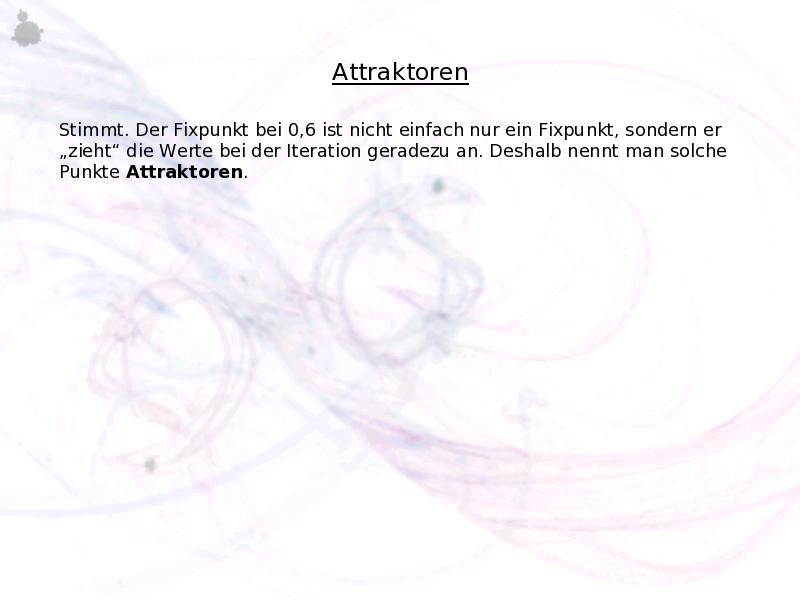 Attraktoren
Stimmt. Der Fixpunkt bei 0,6 ist nicht einfach nur ein Fixpunkt, sondern er
„zieht“ die Werte bei der Iteration geradezu an. Deshalb nennt man solche
Punkte Attraktoren.